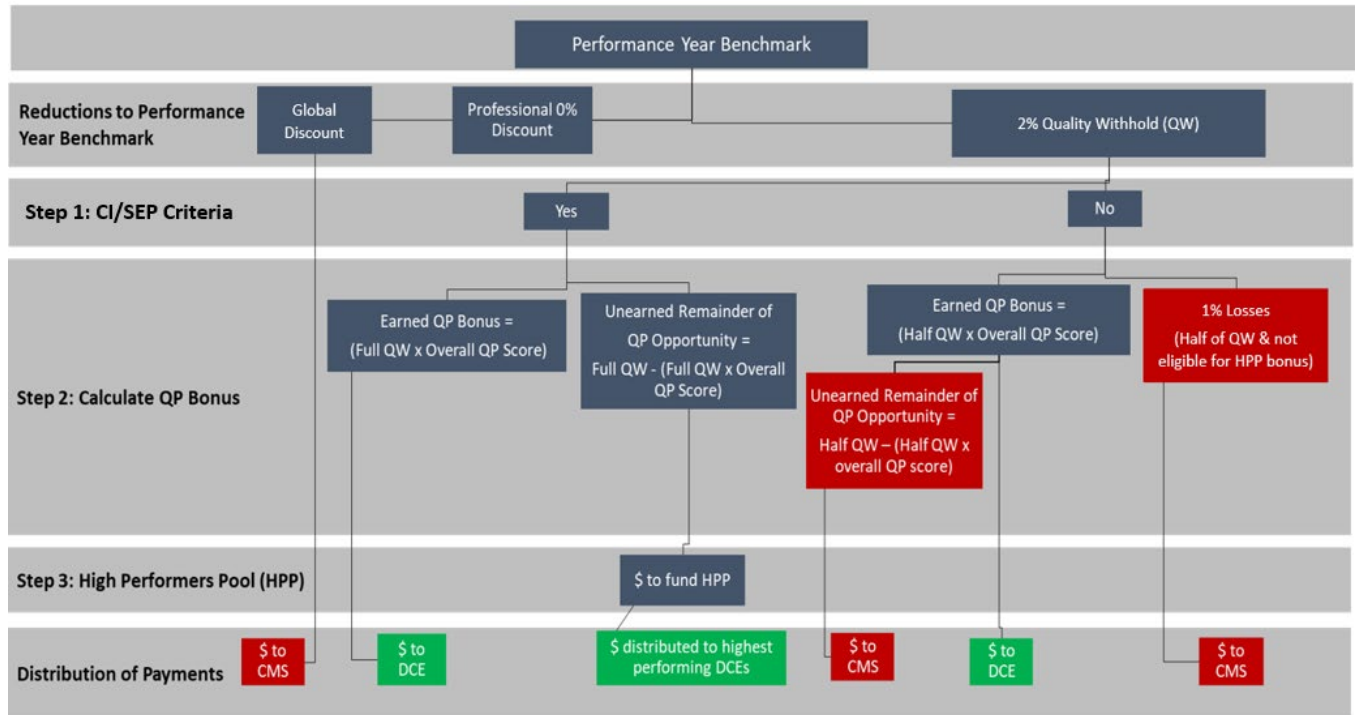 Performance Year Benchmark
Reductions to Performance
Year Benchmark
Global
Discount
Professional 0%
Discount
2% Quality Withhold (QW)
Step 1: CI/SEP Criteria
Yes
No
Step 2: Calculate QP Bonus
Earned QP Bonus =
(Full QW x Overall QP Score)
Unearned Remainder of
QP Opportunity =
Full QW - (Full QW x Overall
QP Score)
Earned QP Bonus =
(Half QW x Overall QP Score)
Unearned Remainder of
QP Opportunity =
Half QW – (Half QW x
overall QP score)
1% Losses
(Half of QW & not
eligible for HPP bonus)
Step 3: High Performers Pool (HPP)
$ to fund HPP
Distribution of Payments
$ to
CMS
$ to
DCE
$ distributed to highest
performing DCEs
$ to
CMS
$ to
DCE
$ to
CMS